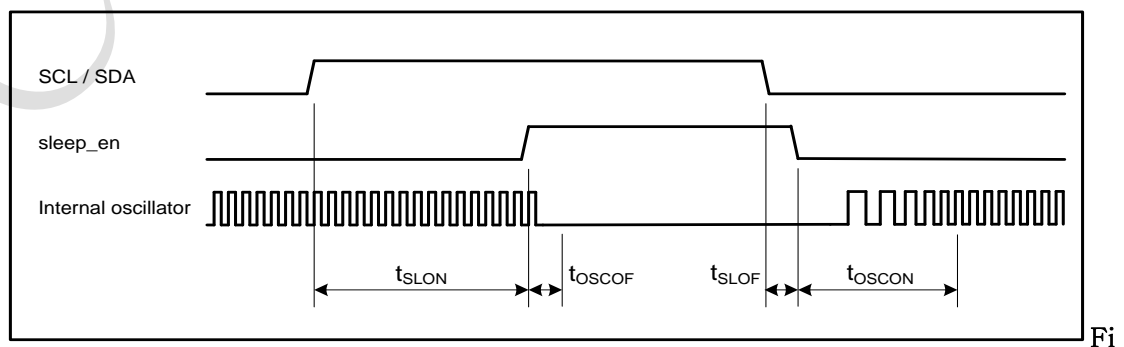 SCL / SDA
sleep_en
Internal oscillator
tSLON tOSCOF tSLOF tOSCON
Fi